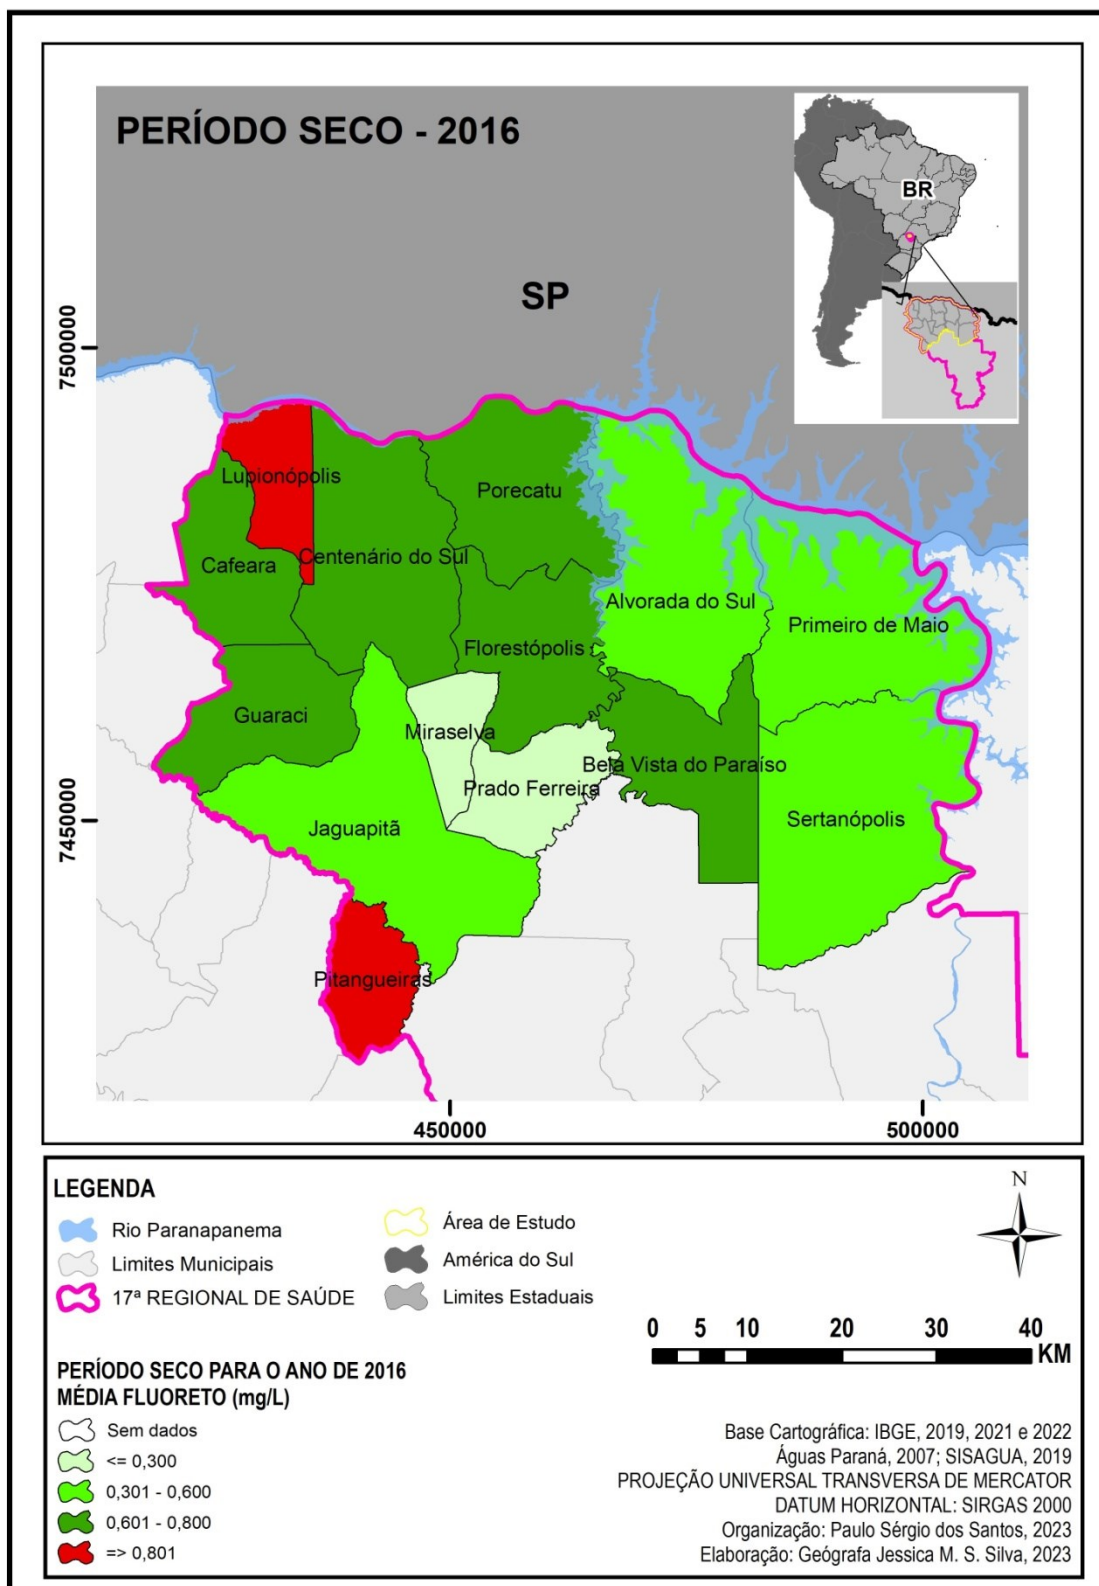 PERÍODO SECO - 2016
BR
SP
7500000
Lupionópolis
Porecatu
Centenário do Sul
Cafeara
Alvorada do Sul
Primeiro de Maio
Florestópolis
Guaraci
Miraselva
Bela Vista do Paraíso
Prado Ferreira
7450000
Jaguapitã
Sertanópolis
Pitangueiras
450000
500000
LEGENDA
Rio Paranapanema
Limites Municipais
17ª REGIONAL DE SAÚDE
Área de Estudo
América do Sul
Limites Estaduais
N
0 5 10 20 30 40
KM
PERÍODO SECO PARA O ANO DE 2016
MÉDIA FLUORETO (mg/L)
Sem dados
<= 0,300
0,301 - 0,600
0,601 - 0,800
=> 0,801
Base Cartográfica: IBGE, 2019, 2021 e 2022
Águas Paraná, 2007; SISAGUA, 2019
PROJEÇÃO UNIVERSAL TRANSVERSA DE MERCATOR
DATUM HORIZONTAL: SIRGAS 2000
Organização: Paulo Sérgio dos Santos, 2023
Elaboração: Geógrafa Jessica M. S. Silva, 2023